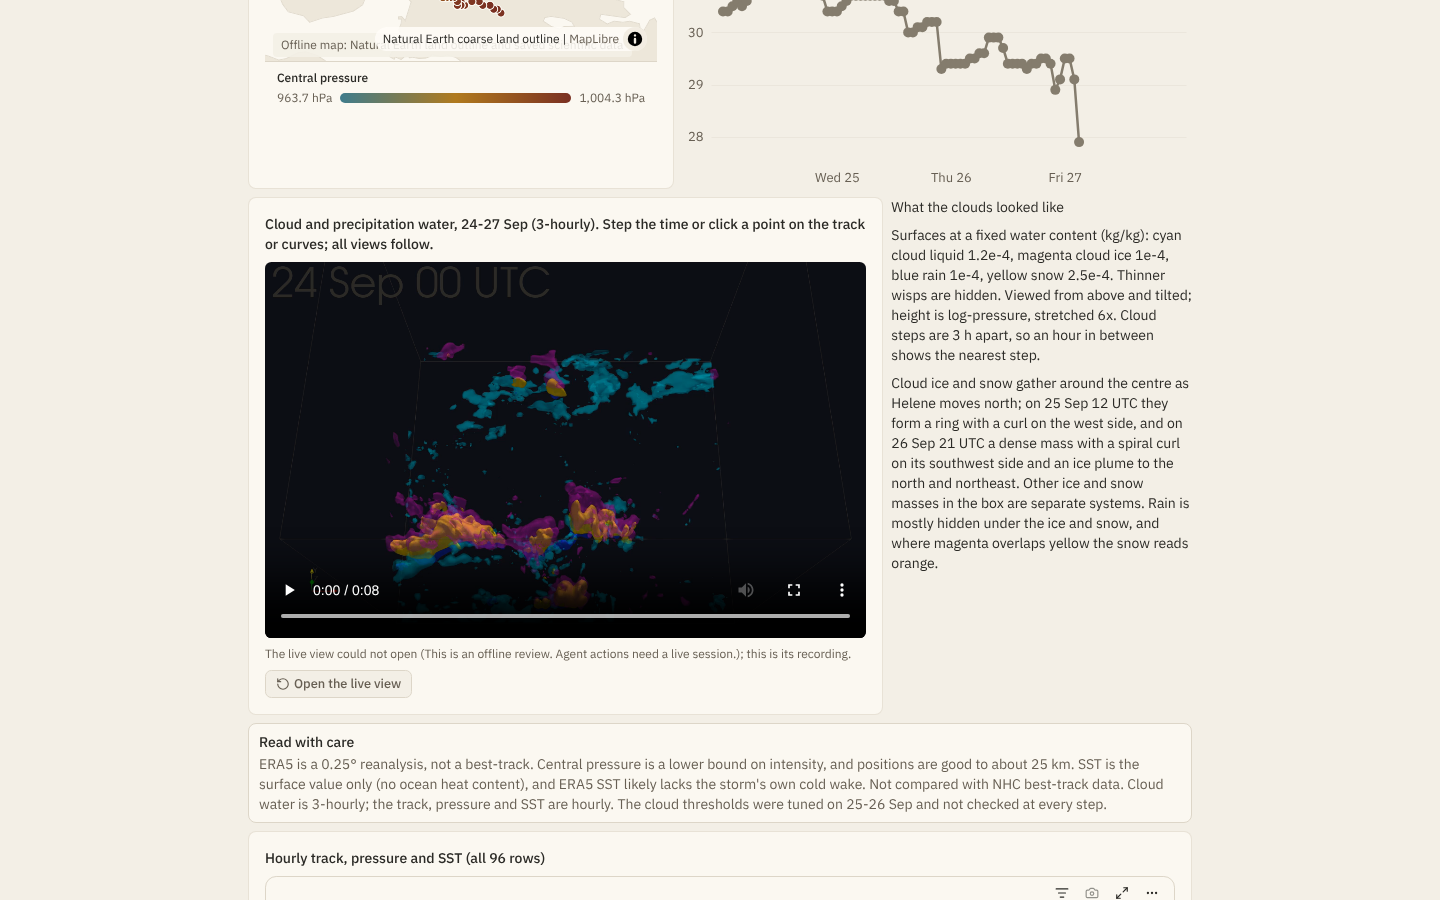 Offline map: Natur
Natural Earth coarse land outline | MapLibre
Central pressure
963.7 hPa
1,004.3 hPa
30
29
28
Wed 25
Thu 26
Fri 27
Cloud and precipitation water, 24-27 Sep (3-hourly). Step the time or click a point on the track
or curves; all views follow.
24 Sep 00 UTC
0:00 / 0:08
The live view could not open (This is an offline review. Agent actions need a live session.); this is its recording.
Open the live view
What the clouds looked like
Surfaces at a fixed water content (kg/kg): cyan
cloud liquid 1.2e-4, magenta cloud ice 1e-4,
blue rain 1e-4, yellow snow 2.5e-4. Thinner
wisps are hidden. Viewed from above and tilted;
height is log-pressure, stretched 6x. Cloud
steps are 3 h apart, so an hour in between
shows the nearest step.
Cloud ice and snow gather around the centre as
Helene moves north; on 25 Sep 12 UTC they
form a ring with a curl on the west side, and on
26 Sep 21 UTC a dense mass with a spiral curl
on its southwest side and an ice plume to the
north and northeast. Other ice and snow
masses in the box are separate systems. Rain is
mostly hidden under the ice and snow, and
where magenta overlaps yellow the snow reads
orange.
Read with care
ERA5 is a 0.25° reanalysis, not a best-track. Central pressure is a lower bound on intensity, and positions are good to about 25 km. SST is the
surface value only (no ocean heat content), and ERA5 SST likely lacks the storm's own cold wake. Not compared with NHC best-track data. Cloud
water is 3-hourly; the track, pressure and SST are hourly. The cloud thresholds were tuned on 25-26 Sep and not checked at every step.
Hourly track, pressure and SST (all 96 rows)